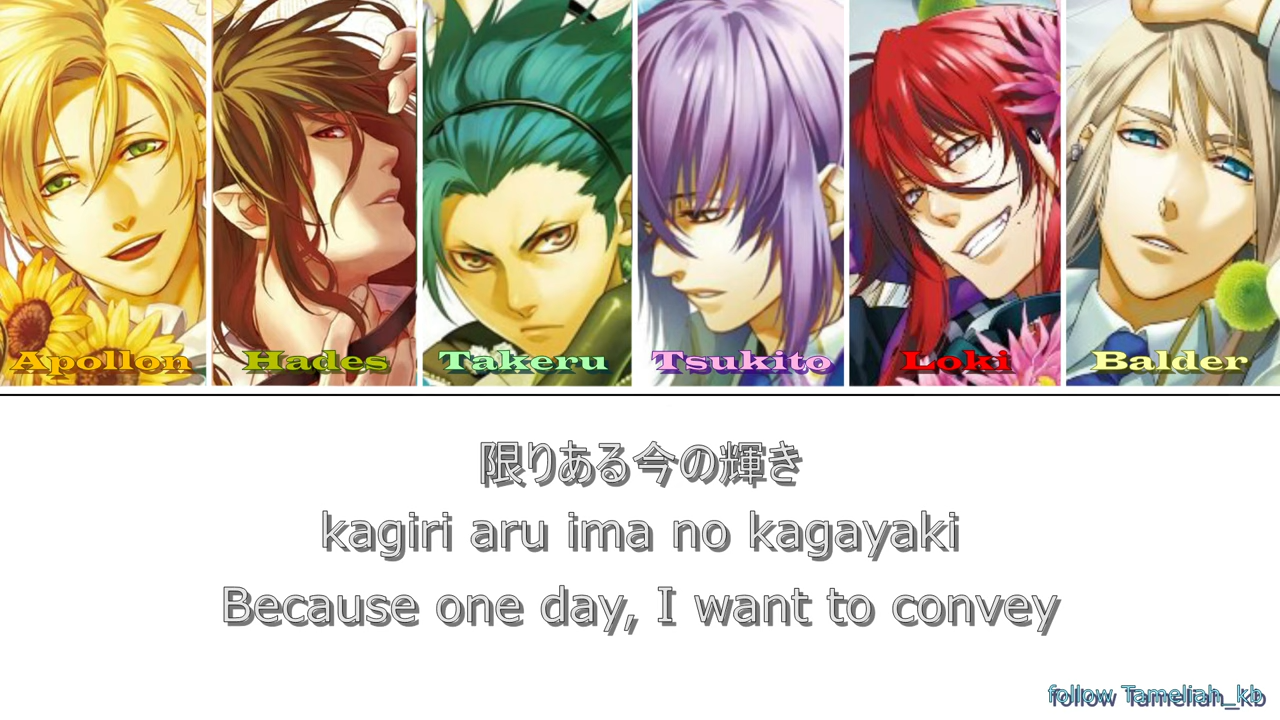 Apollon Hades Takeru Tsukito Loki Balder
限りある今の輝き
kagiri aru ima no kagayaki
Because one day, I want to convey
follow Tameliah_kb